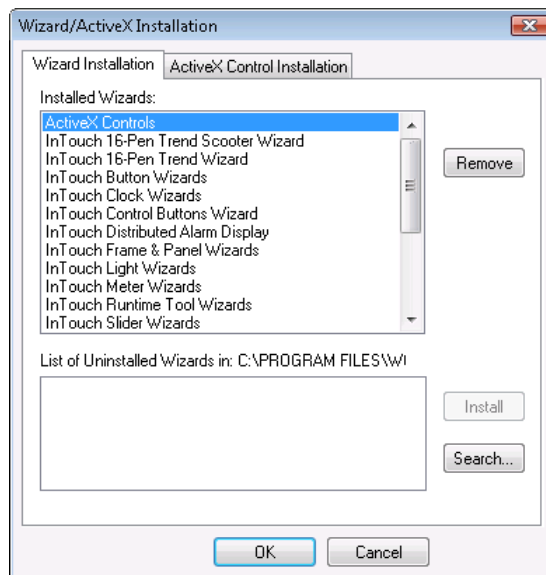 Wizard/ActiveX Installation
Wizard Installation
ActiveX Control Installation
Installed Wizards:
ActiveX Controls
InTouch 16-Pen Trend Scooter Wizard
InTouch 16-Pen Trend Wizard
InTouch Button Wizards
InTouch Clock Wizards
InTouch Control Buttons Wizard
InTouch Distributed Alarm Display
InTouch Frame & Panel Wizards
InTouch Light Wizards
InTouch Meter Wizards
InTouch Runtime Tool Wizards
InTouch Slider Wizards
Remove
List of Uninstalled Wizards in: C:\PROGRAM FILES\W
Install
Search...
OK
Cancel